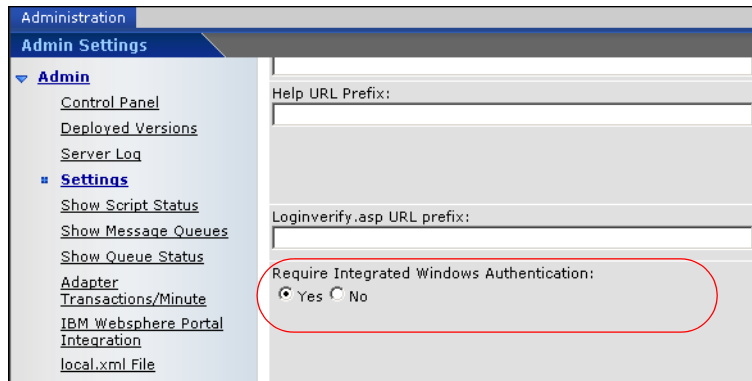 Administration
Admin Settings
Admin
Control Panel
Deployed Versions
Server Log
Settings
Show Script Status
Show Message Queues
Show Queue Status
Adapter
Transactions/Minute
IBM Websphere Portal
Integration
local.xml File
Help URL Prefix:
Loginverify.asp URL prefix:
Require Integrated Windows Authentication:
Yes No